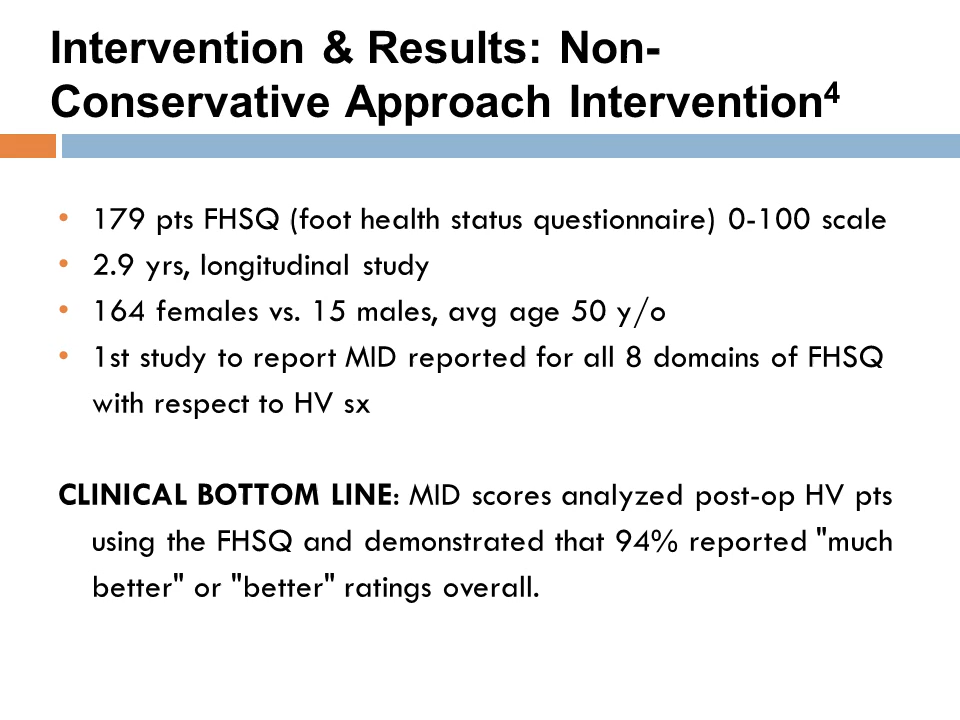 Intervention & Results: Non-
Conservative Approach Intervention4
• 179 pts FHSQ (foot health status questionnaire) 0-100 scale
• 2.9 yrs, longitudinal study
• 164 females vs. 15 males, avg age 50 y/o
• 1st study to report MID reported for all 8 domains of FHSQ
with respect to HV sx
CLINICAL BOTTOM LINE: MID scores analyzed post-op HV pts
using the FHSQ and demonstrated that 94% reported "much
better" or "better" ratings overall.